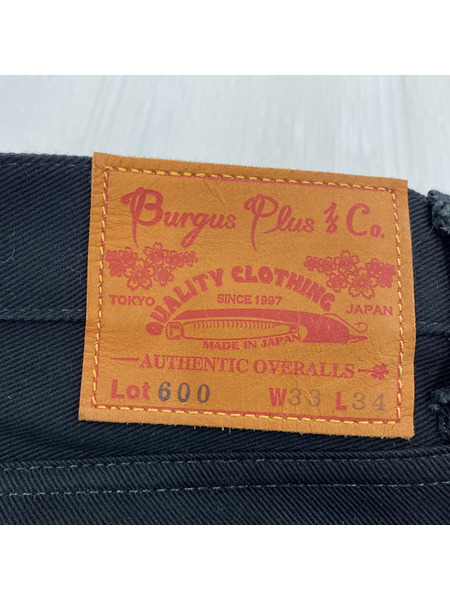 Burgus Plus & Co.
QUALITY CLOTHING
TOKYO
SINCE 1997
JAPAN
MADE IN JAPAN
AUTHENTIC OVERALLS
Lot 600 W33 L34